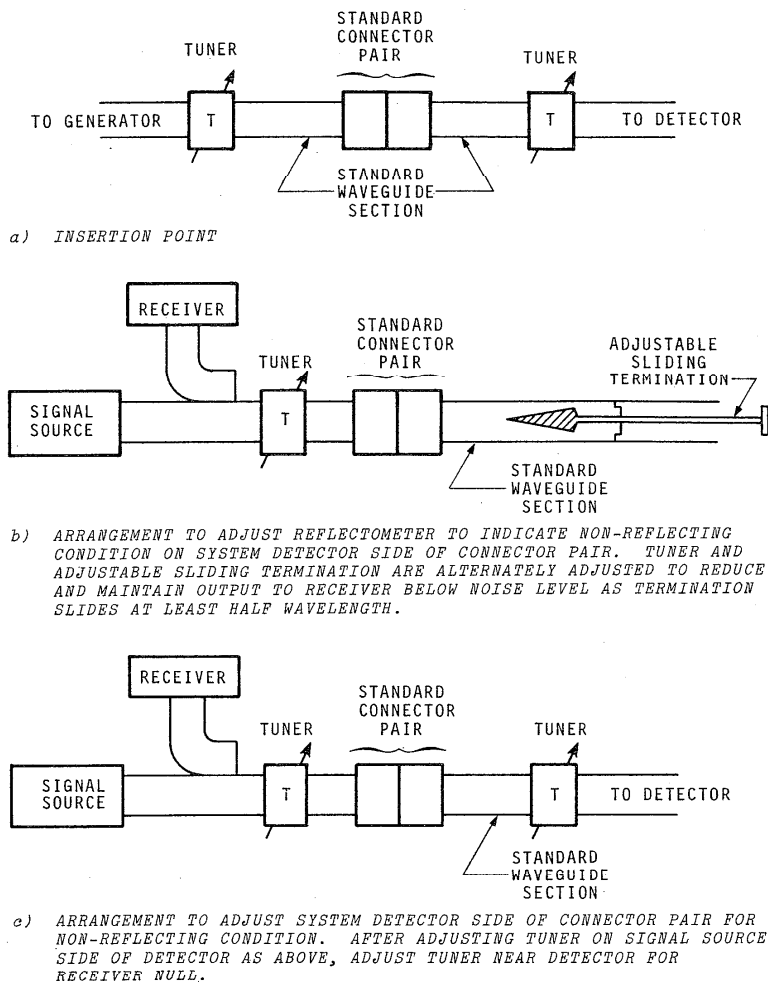 STANDARD
CONNECTOR
PAIR
TUNER
TUNER
TO GENERATOR
T
T
TO DETECTOR
STANDARD
WAVEGUIDE
SECTION
a) INSERTION POINT
RECEIVER
STANDARD
CONNECTOR
PAIR
TUNER
ADJUSTABLE
SLIDING
TERMINATION
SIGNAL
SOURCE
T
STANDARD
WAVEGUIDE
SECTION
b) ARRANGEMENT TO ADJUST REFLECTOMETER TO INDICATE NON-REFLECTING
CONDITION ON SYSTEM DETECTOR SIDE OF CONNECTOR PAIR. TUNER AND
ADJUSTABLE SLIDING TERMINATION ARE ALTERNATELY ADJUSTED TO REDUCE
AND MAINTAIN OUTPUT TO RECEIVER BELOW NOISE LEVEL AS TERMINATION
SLIDES AT LEAST HALF WAVELENGTH.
RECEIVER
STANDARD
CONNECTOR
PAIR
TUNER
TUNER
SIGNAL
SOURCE
T
T
TO DETECTOR
STANDARD
WAVEGUIDE
SECTION
c) ARRANGEMENT TO ADJUST SYSTEM DETECTOR SIDE OF CONNECTOR PAIR FOR
NON-REFLECTING CONDITION. AFTER ADJUSTING TUNER ON SIGNAL SOURCE
SIDE OF DETECTOR AS ABOVE, ADJUST TUNER NEAR DETECTOR FOR
RECEIVER NULL.